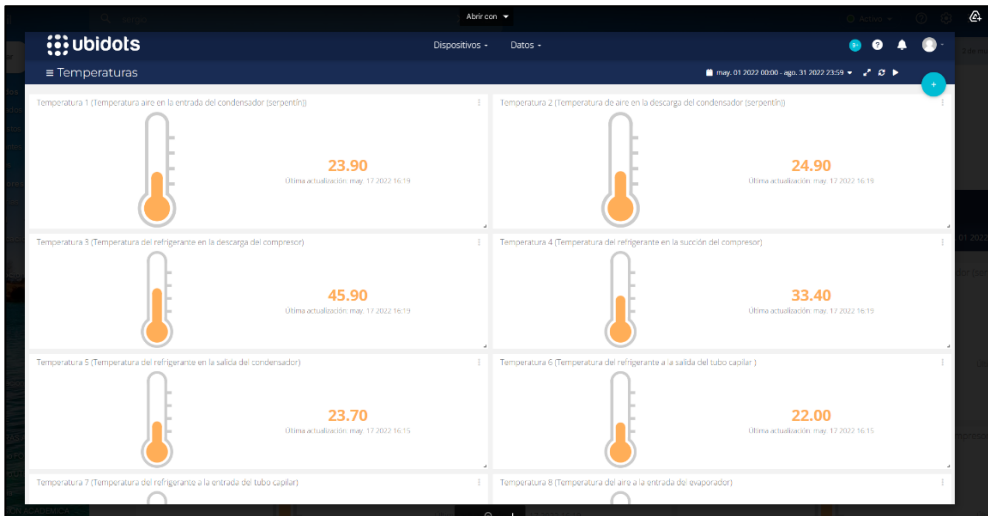 Abrir con
ubidots
Dispositivos
Datos
Temperaturas
may. 01 2022 00:00 - ago. 31 2022 23:59
Temperatura 1 (Temperatura aire en la entrada del condensador (serpentín))
23.90
Última actualización: may. 17 2022 16:19
Temperatura 2 (Temperatura de aire en la descarga del condensador (serpentín))
24.90
Última actualización: may. 17 2022 16:19
Temperatura 3 (Temperatura del refrigerante en la descarga del compresor)
45.90
Última actualización: may. 17 2022 16:19
Temperatura 4 (Temperatura del refrigerante en la succión del compresor)
33.40
Última actualización: may. 17 2022 16:19
Temperatura 5 (Temperatura del refrigerante en la salida del condensador)
23.70
Última actualización: may. 17 2022 16:15
Temperatura 6 (Temperatura del refrigerante a la salida del tubo capilar )
22.00
Última actualización: may. 17 2022 16:15
Temperatura 7 (Temperatura del refrigerante a la entrada del tubo capilar)
Temperatura 8 (Temperatura del aire a la entrada del evaporador)